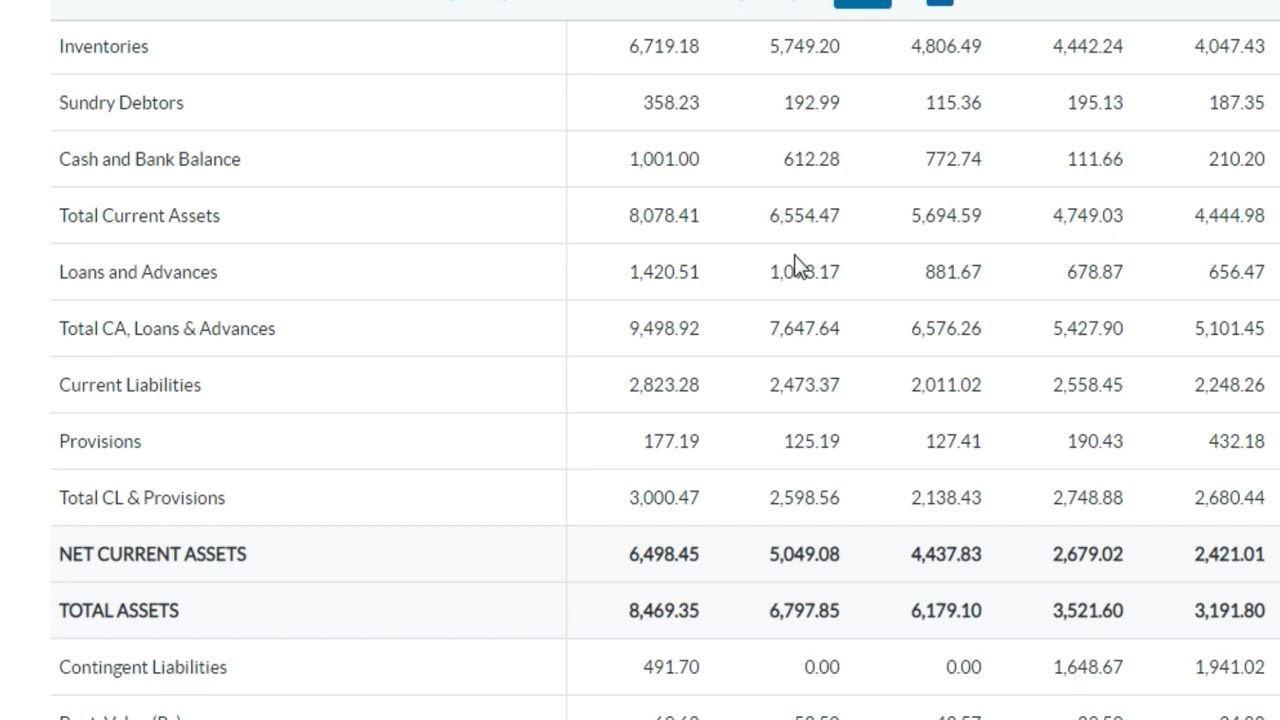 Inventories 6,719.18 5,749.20 4,806.49 4,442.24 4,047.43
Sundry Debtors 358.23 192.99 115.36 195.13 187.35
Cash and Bank Balance 1,001.00 612.28 772.74 111.66 210.20
Total Current Assets 8,078.41 6,554.47 5,694.59 4,749.03 4,444.98
Loans and Advances 1,420.51 881.67 678.87 656.47
Total CA, Loans & Advances 9,498.92 7,647.64 6,576.26 5,427.90 5,101.45
Current Liabilities 2,823.28 2,473.37 2,011.02 2,558.45 2,248.26
Provisions 177.19 125.19 127.41 190.43 432.18
Total CL & Provisions 3,000.47 2,598.56 2,138.43 2,748.88 2,680.44
NET CURRENT ASSETS 6,498.45 5,049.08 4,437.83 2,679.02 2,421.01
TOTAL ASSETS 8,469.35 6,797.85 6,179.10 3,521.60 3,191.80
Contingent Liabilities 491.70 0.00 0.00 1,648.67 1,941.02